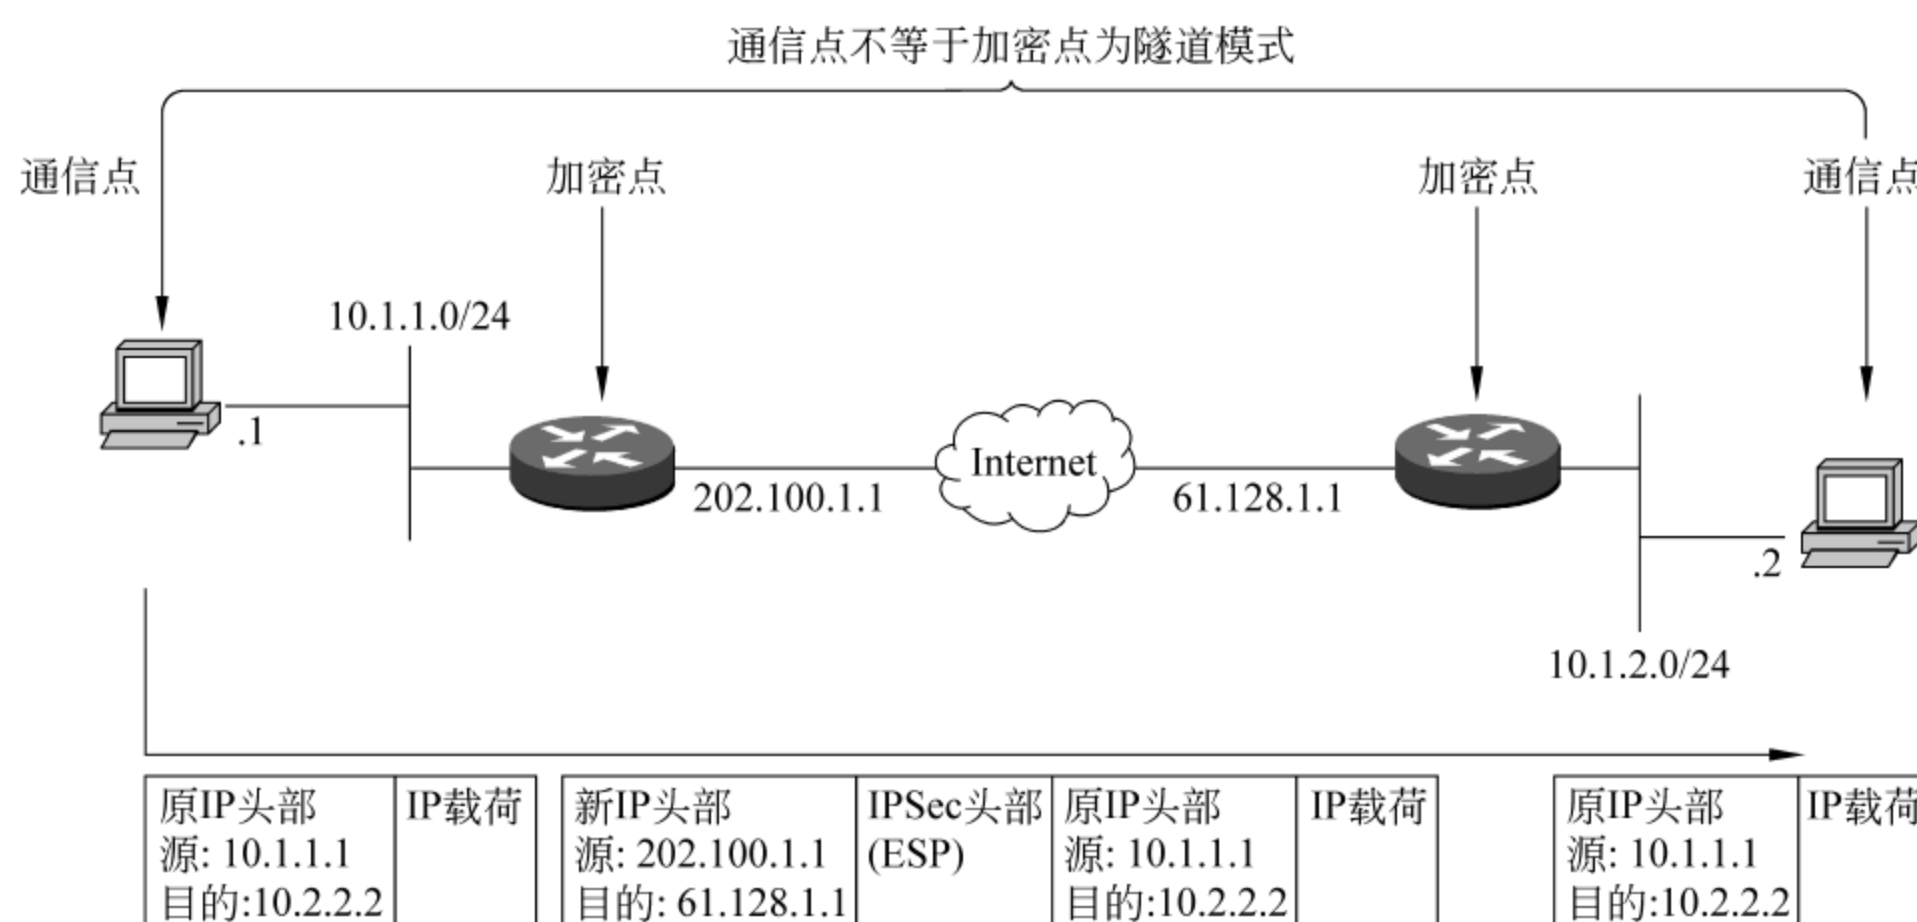 通信点不等于加密点为隧道模式
通信点
加密点
加密点
通信点
10.1.1.0/24
.1
Internet
202.100.1.1
61.128.1.1
.2
10.1.2.0/24
原IP头部
源: 10.1.1.1
目的:10.2.2.2
IP载荷
新IP头部
源: 202.100.1.1
目的: 61.128.1.1
IPSec头部
(ESP)
原IP头部
源: 10.1.1.1
目的:10.2.2.2
IP载荷
原IP头部
源: 10.1.1.1
目的:10.2.2.2
IP载荷